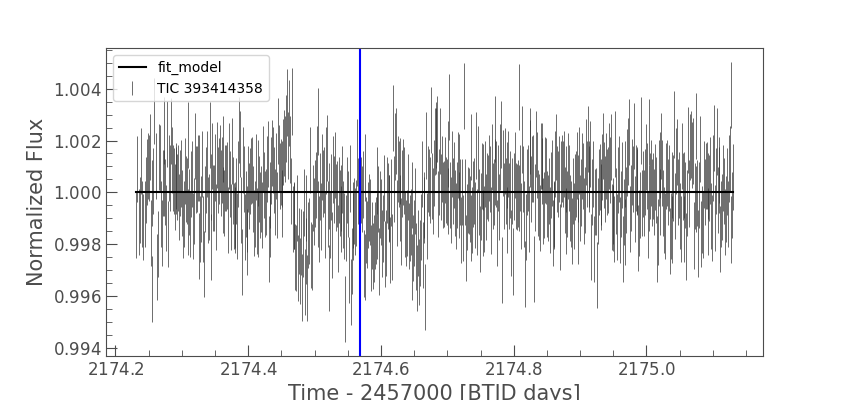 fit_model
TIC 393414358
1.004
1.002
1.000
0.998
0.996
0.994
Normalized Flux
2174.2 2174.4 2174.6 2174.8 2175.0
Time - 2457000 [BTJD days]